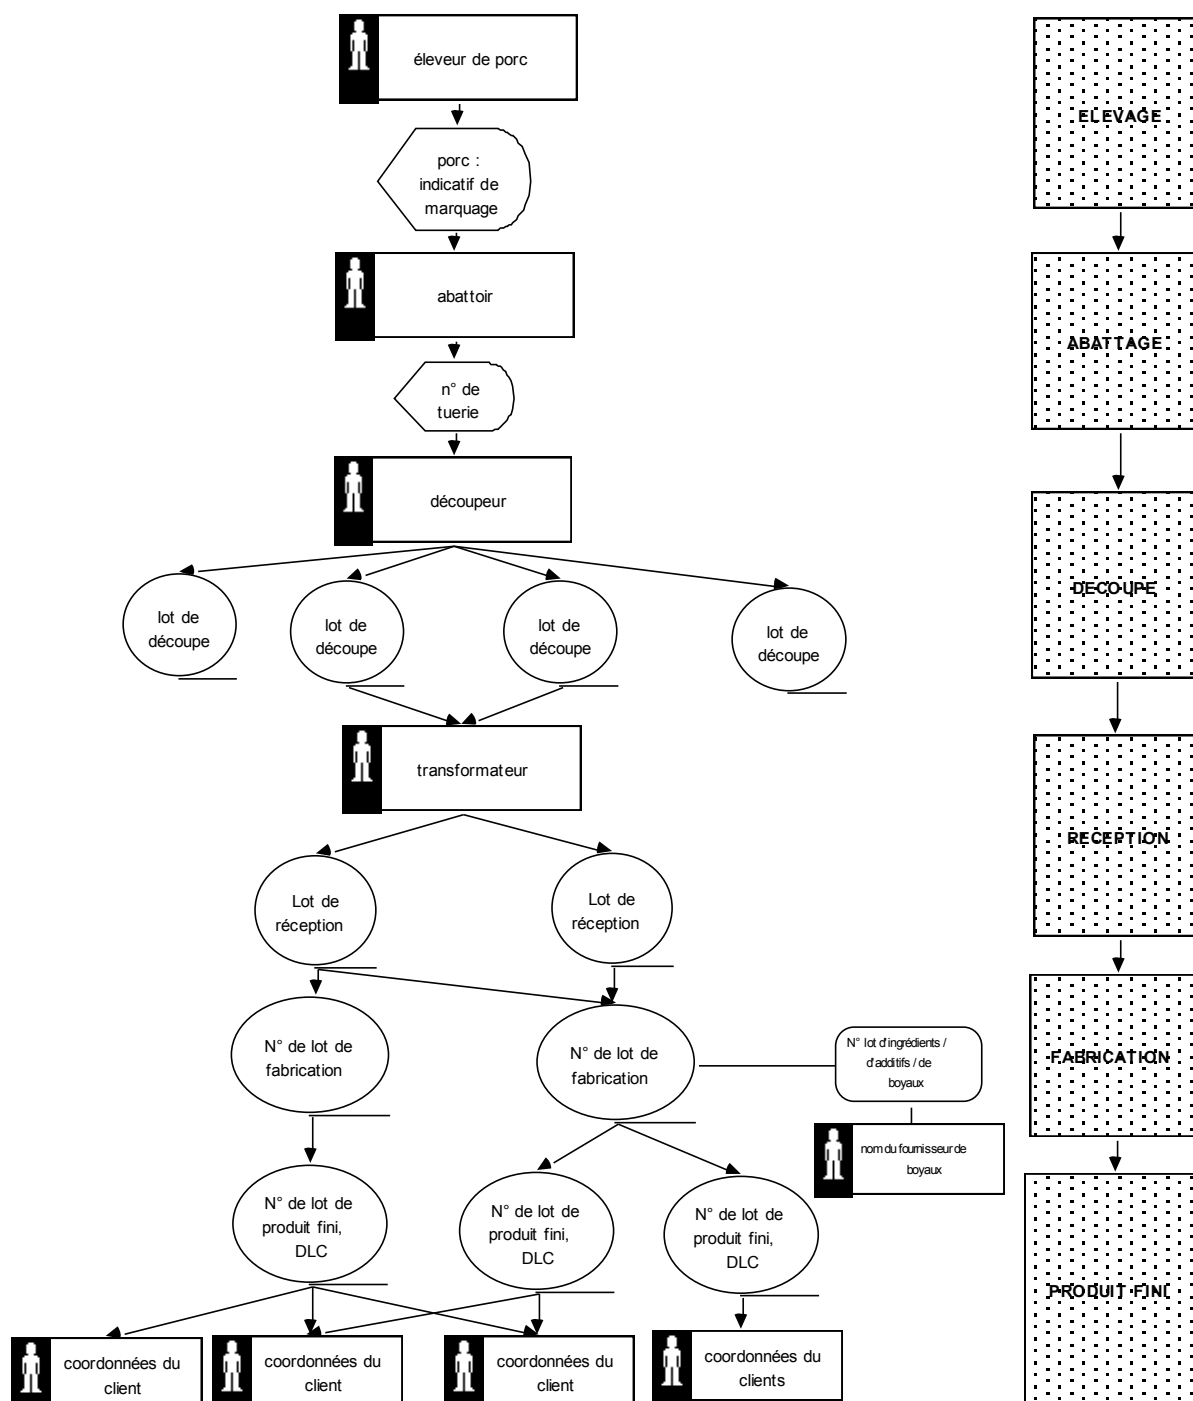 éleveur de porc
ELEVAGE
porc :
indicatif de
marquage
abattoir
ABATTAGE
n° de
tuerie
découpeur
DECOUPE
lot de
découpe
lot de
découpe
lot de
découpe
lot de
découpe
transformateur
RECEPTION
Lot de
réception
Lot de
réception
N° de lot de
fabrication
N° de lot de
fabrication
N° lot d'ingrédients /
d'additifs / de
boyaux
FABRICATION
nom du fournisseur de
boyaux
N° de lot de
produit fini,
DLC
N° de lot de
produit fini,
DLC
N° de lot de
produit fini,
DLC
PRODUIT FINI
coordonnées du
client
coordonnées du
client
coordonnées du
client
coordonnées du
clients